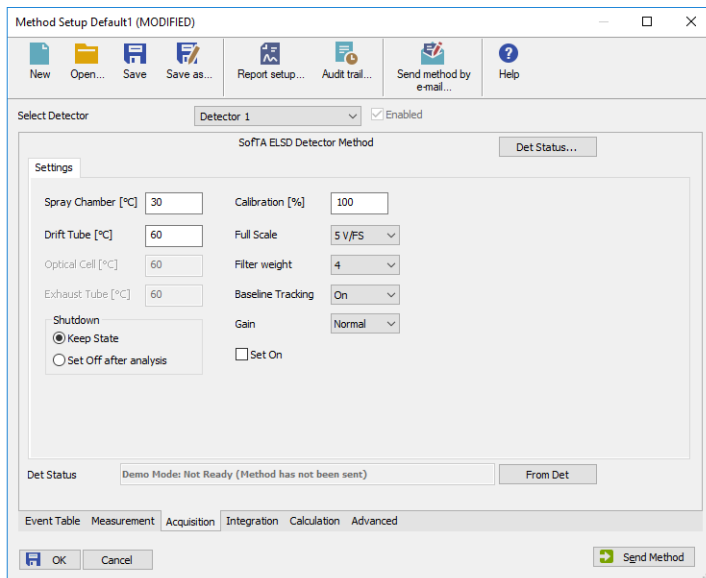 Method Setup Default1 (MODIFIED)
New Open... Save Save as... Report setup... Audit trail... Send method by e-mail... Help
Select Detector Detector 1 Enabled
SofTA ELSD Detector Method Det Status...
Settings
Spray Chamber [°C] 30 Calibration [%] 100
Drift Tube [°C] 60 Full Scale 5 V/FS
Optical Cell [°C] 60 Filter weight 4
Exhaust Tube [°C] 60 Baseline Tracking On
Shutdown Gain Normal
Keep State
Set On
Set Off after analysis
Det Status Demo Mode: Not Ready (Method has not been sent) From Det
Event Table Measurement Acquisition Integration Calculation Advanced
OK Cancel Send Method